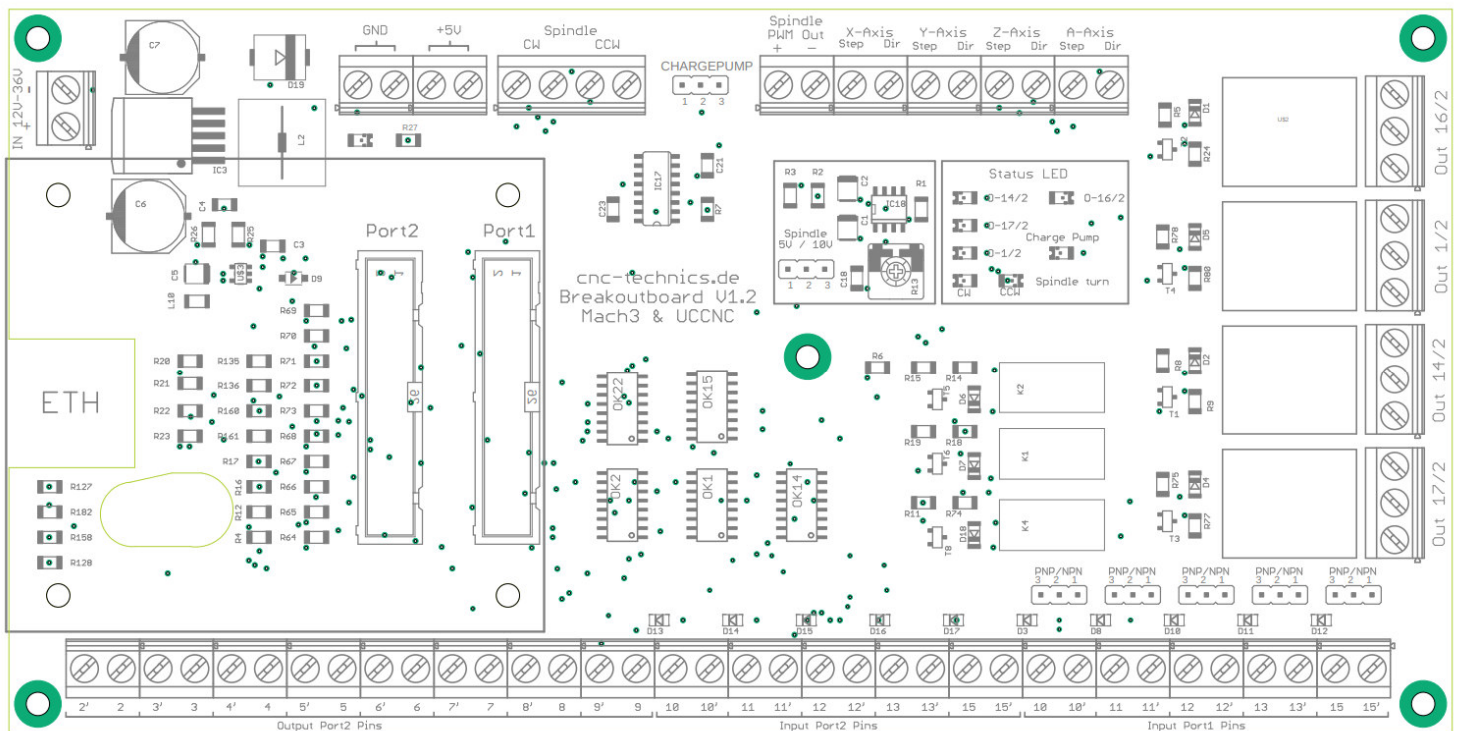 C7
D19
GND +5V
Spindle
CW CCW
CHARGEPUMP
1 2 3
Spindle
PWM Out
+ -
X-Axis Y-Axis Z-Axis A-Axis
Step Dir Step Dir Step Dir Step Dir
IN 12V-36V
- +
IC3
L2
R27
R5 D1
R24
Out 16/2
C6
C4
R26 R25
C3
C5
D9
L10
IC17
C21
C23
R7
R3 R2 C2
C1
IC18
R1
Spindle
5V / 10V
1 2 3
C18
R13
Status LED
O-14/2 O-16/2
O-17/2
Charge Pump
O-1/2
CW CCW Spindle turn
R78 D5
T4 R80
Out 1/2
Port2 Port1
1
2 1
26
26
cnc-technics.de
Breakoutboard V1.2
Mach3 & UCCNC
ETH
R69
R70
R20 R135 R71
R21 R136 R72
R22 R160 R73
R23 R161 R68
R17 R67
R127 R16 R66
R182 R12 R65
R158 R4 R64
R128
OK22 OK15
OK2 OK1 OK14
R6 R15 R14
T5 D6 K2
R19 R18
T6 D7 K1
R11 R74
T8 D18 K4
R8 D2
T1 R9
Out 14/2
R75 D4
T3 R77
Out 17/2
PNP/NPN PNP/NPN PNP/NPN PNP/NPN PNP/NPN
3 2 1 3 2 1 3 2 1 3 2 1 3 2 1
D13 D14 D15 D16 D17 D3 D8 D10 D11 D12
2' 2 3' 3 4' 4 5' 5 6' 6 7' 7 8' 8 9' 9 10 10' 11 11' 12 12' 13 13' 15 15' 10 10' 11 11' 12 12' 13 13' 15 15'
Output Port2 Pins Input Port2 Pins Input Port1 Pins